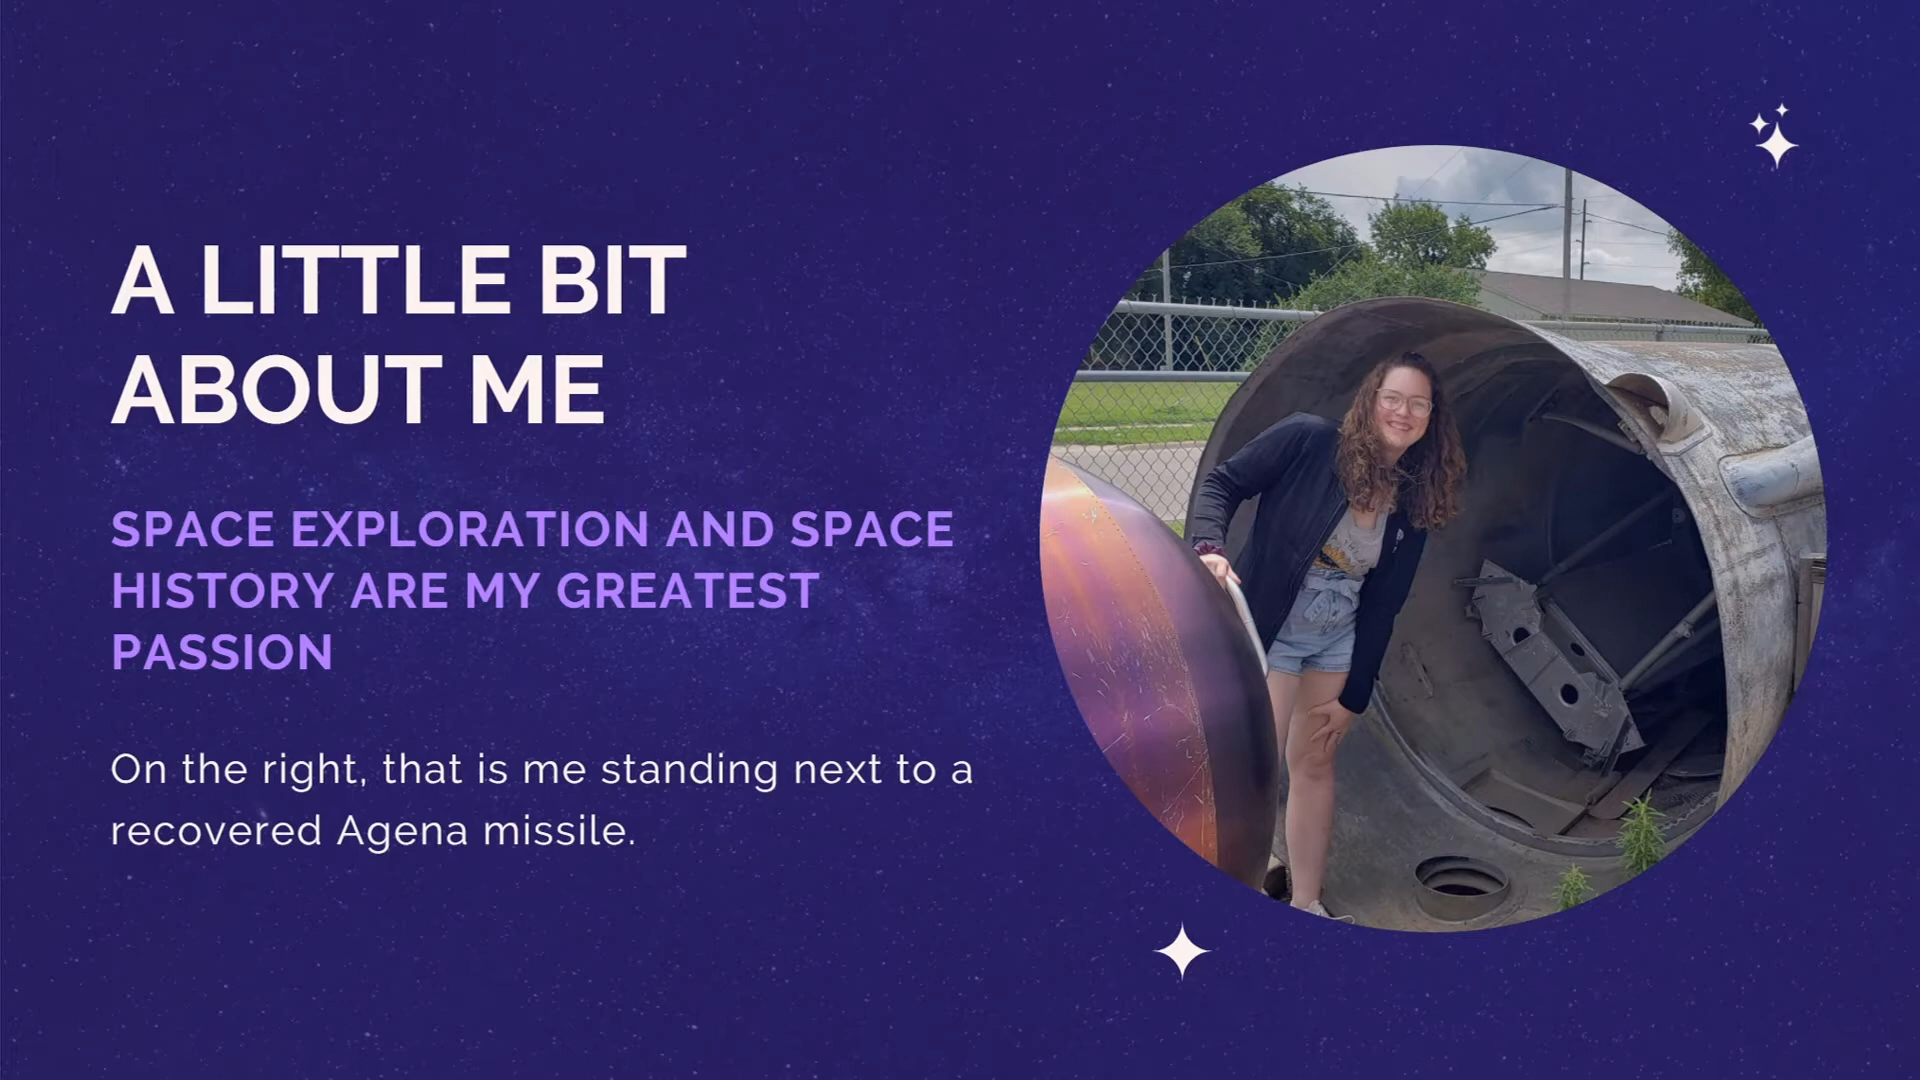 A LITTLE BIT
ABOUT ME
SPACE EXPLORATION AND SPACE
HISTORY ARE MY GREATEST
PASSION
On the right, that is me standing next to a
recovered Agena missile.